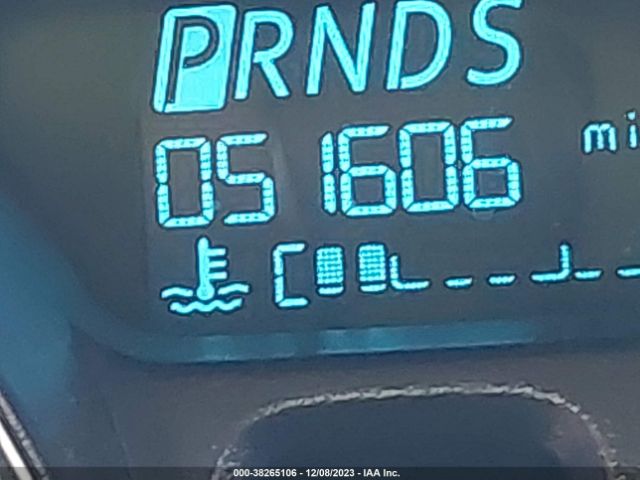 PRNDS
051606 mi
C
000-38265106 - 12/08/2023 - IAA Inc.